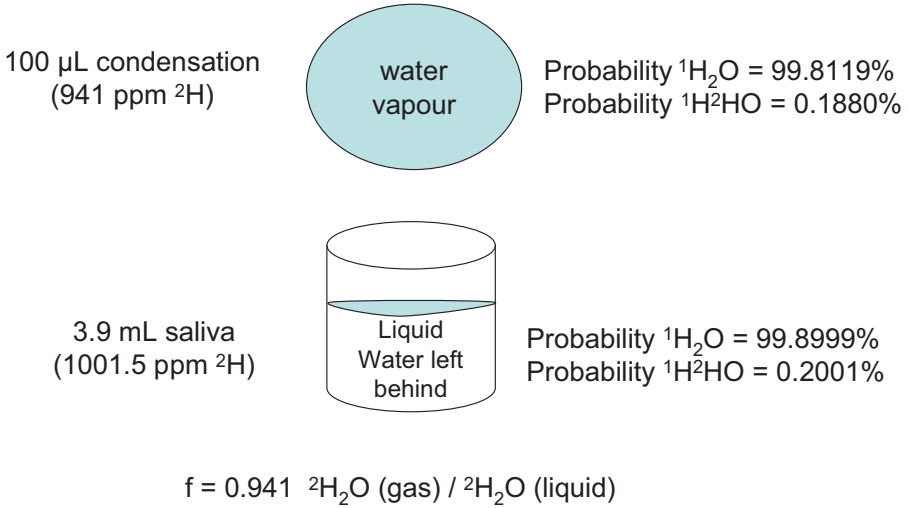 100 µL condensation
(941 ppm ²H)
water
vapour
Probability ¹H₂O = 99.8119%
Probability ¹H²HO = 0.1880%
3.9 mL saliva
(1001.5 ppm ²H)
Liquid
Water left
behind
Probability ¹H₂O = 99.8999%
Probability ¹H²HO = 0.2001%
f = 0.941 ²H₂O (gas) / ²H₂O (liquid)